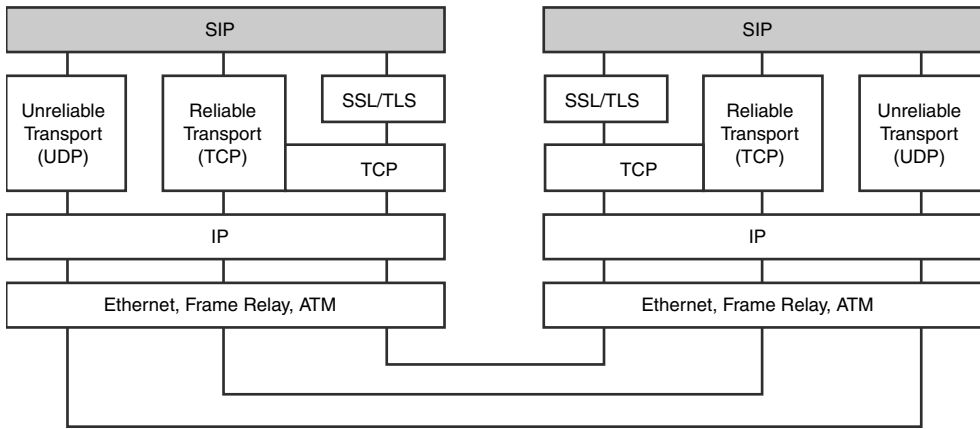 SIP
SIP
Unreliable
Transport
(UDP)
Reliable
Transport
(TCP)
SSL/TLS
TCP
SSL/TLS
TCP
Reliable
Transport
(TCP)
Unreliable
Transport
(UDP)
IP
IP
Ethernet, Frame Relay, ATM
Ethernet, Frame Relay, ATM